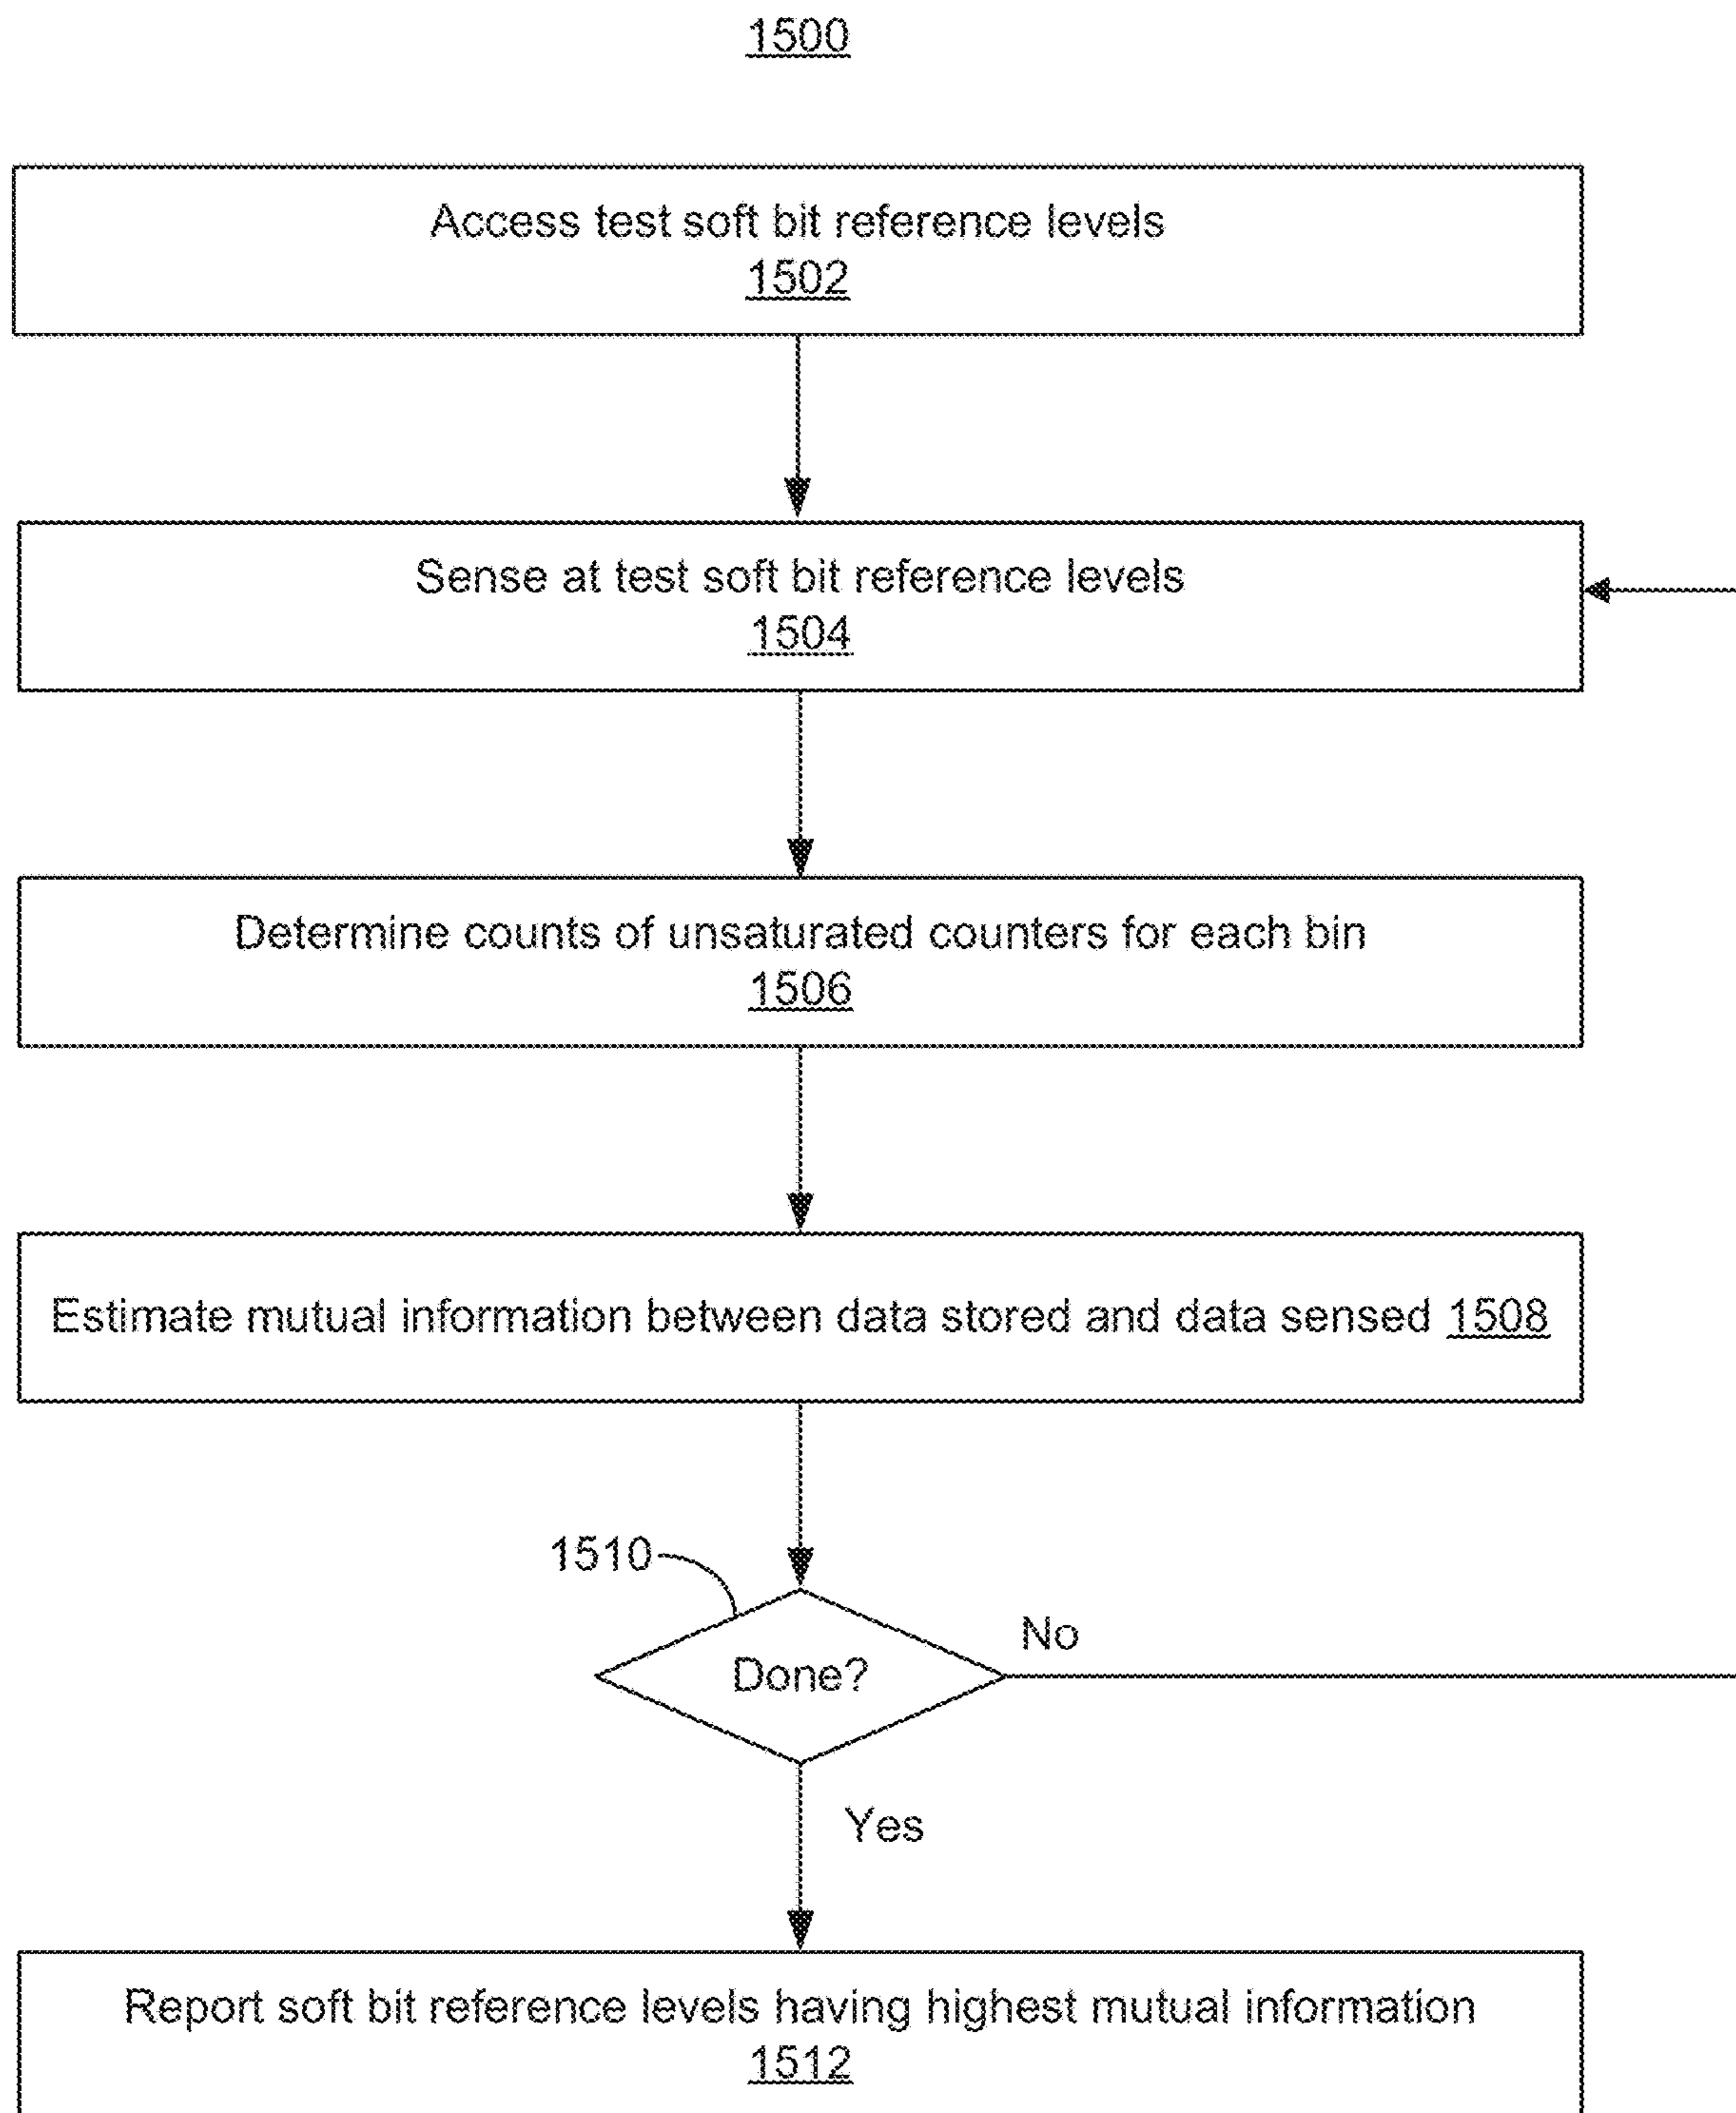 1500
Access test soft bit reference levels
1502
Sense at test soft bit reference levels
1504
Determine counts of unsaturated counters for each bin
1506
Estimate mutual information between data stored and data sensed 1508
1510
Done?
No
Yes
Report soft bit reference levels having highest mutual information
1512